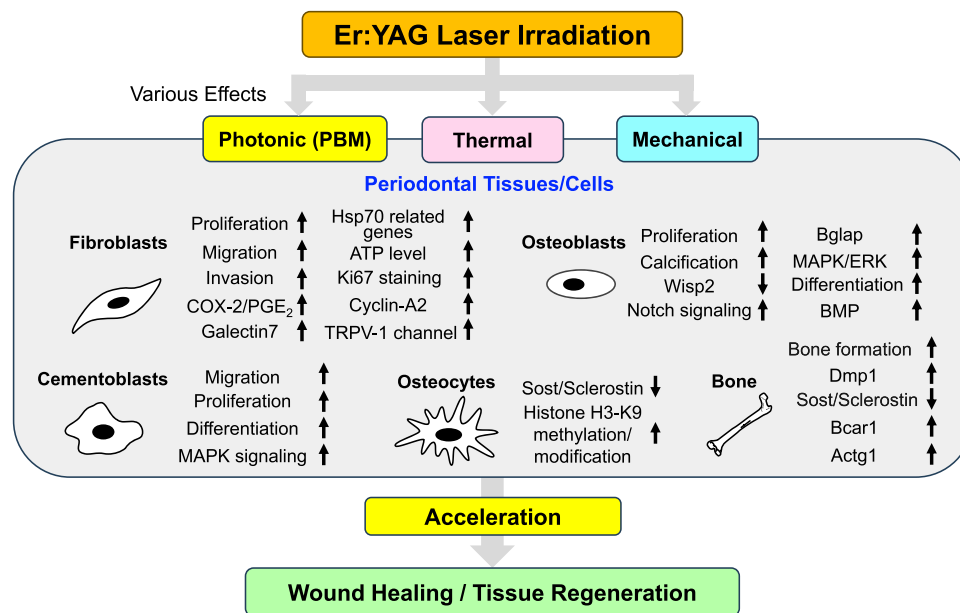 Er:YAG Laser Irradiation
Various Effects
Photonic (PBM)
Thermal
Mechanical
Periodontal Tissues/Cells
Fibroblasts
Proliferation ↑
Migration ↑
Invasion ↑
COX-2/PGE₂ ↑
Galectin7 ↑
Hsp70 related
genes ↑
ATP level ↑
Ki67 staining ↑
Cyclin-A2 ↑
TRPV-1 channel ↑
Osteoblasts
Proliferation ↑
Calcification ↑
Wisp2 ↓
Notch signaling ↑
Bglap ↑
MAPK/ERK ↑
Differentiation ↑
BMP ↑
Cementoblasts
Migration ↑
Proliferation ↑
Differentiation ↑
MAPK signaling ↑
Osteocytes
Sost/Sclerostin ↓
Histone H3-K9
methylation/ ↑
modification
Bone
Bone formation ↑
Dmp1 ↑
Sost/Sclerostin ↓
Bcar1 ↑
Actg1 ↑
Acceleration
Wound Healing / Tissue Regeneration